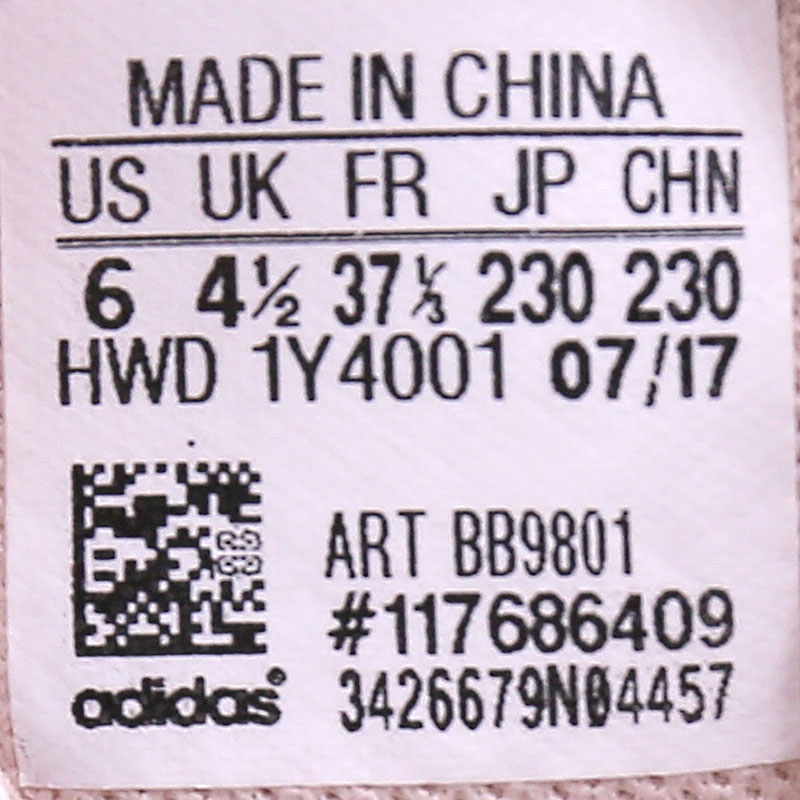 MADE IN CHINA
US UK FR JP CHN
6 4½ 37⅓ 230 230
HWD 1Y4001 07/17
ART BB9801
#117686409
adidas® 3426679N04457